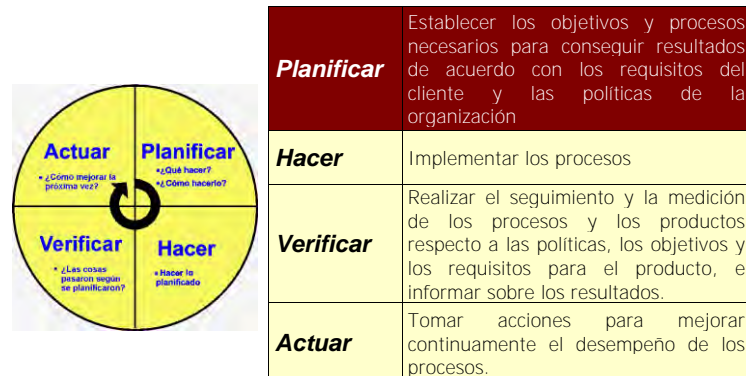 Actuar
• ¿Cómo mejorar la
próxima vez?
Planificar
•¿Qué hacer?
•¿Cómo hacerlo?
Verificar
• ¿Las cosas
pasaron según
se planificaron?
Hacer
• Hacer lo
planificado
Planificar
Establecer los objetivos y procesos
necesarios para conseguir resultados
de acuerdo con los requisitos del
cliente y las políticas de la
organización
Hacer
Implementar los procesos
Verificar
Realizar el seguimiento y la medición
de los procesos y los productos
respecto a las políticas, los objetivos y
los requisitos para el producto, e
informar sobre los resultados.
Actuar
Tomar acciones para mejorar
continuamente el desempeño de los
procesos.